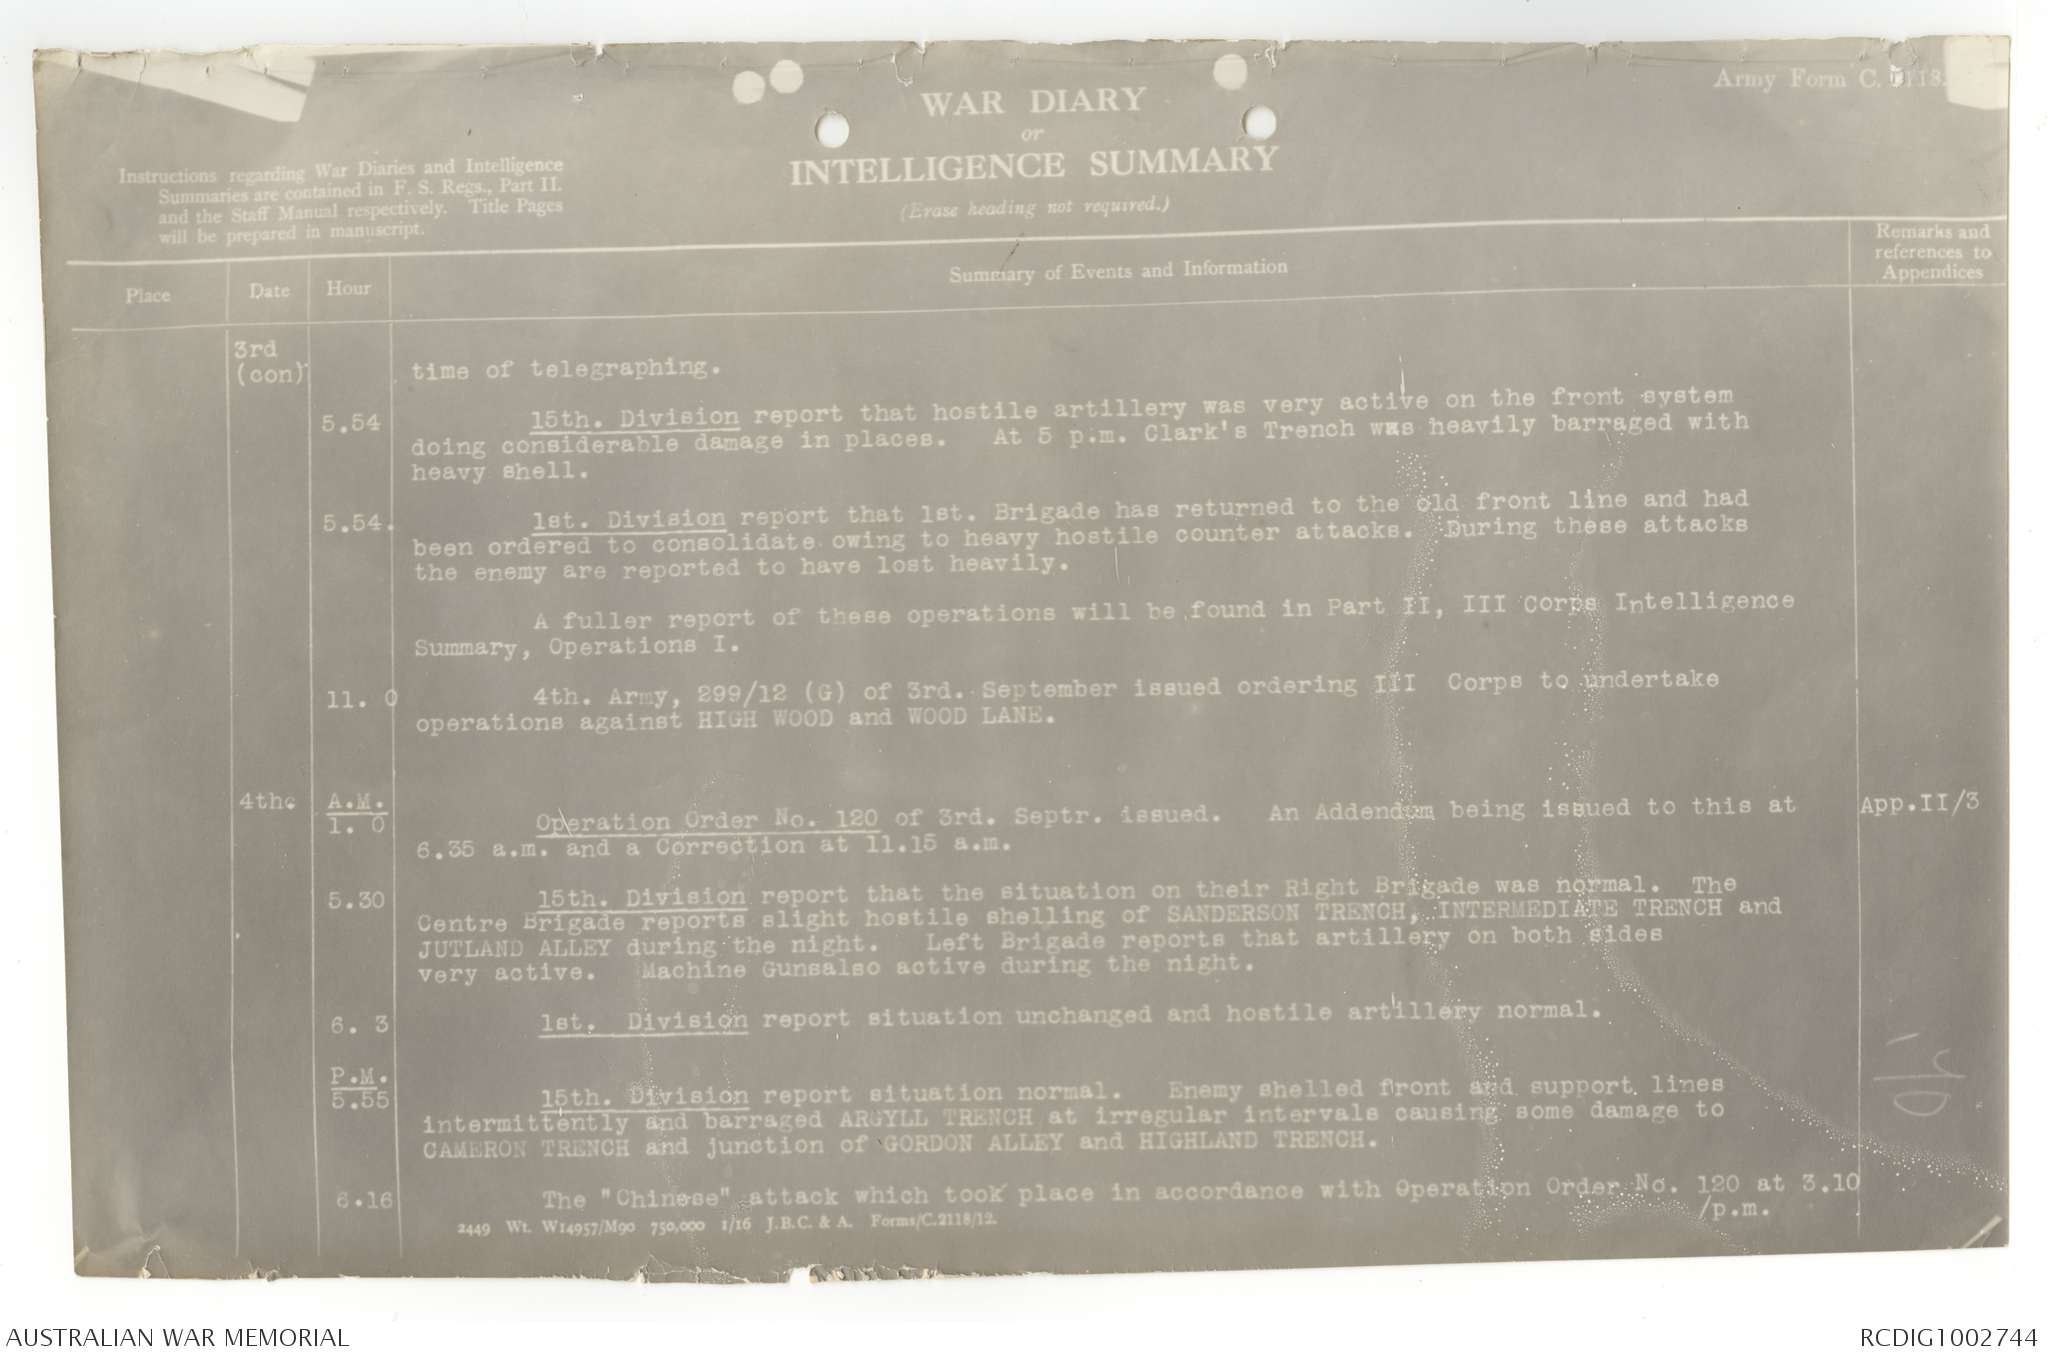 Army Form C. 2118.
WAR DIARY
or
INTELLIGENCE SUMMARY
(Erase heading not required.)
Instructions regarding War Diaries and Intelligence
Summaries are contained in F. S. Regs., Part II.
and the Staff Manual respectively. Title Pages
will be prepared in manuscript.
Place
Date
Hour
Summary of Events and Information
Remarks and
references to
Appendices
3rd
(con)
time of telegraphing.
5.54 15th. Division report that hostile artillery was very active on the front system
doing considerable damage in places. At 5 p.m. Clark's Trench was heavily barraged with
heavy shell.
5.54. 1st. Division report that 1st. Brigade has returned to the old front line and had
been ordered to consolidate owing to heavy hostile counter attacks. During these attacks
the enemy are reported to have lost heavily.
A fuller report of these operations will be found in Part II, III Corps Intelligence
Summary, Operations I.
11. 0 4th. Army, 299/12 (G) of 3rd. September issued ordering III Corps to undertake
operations against HIGH WOOD and WOOD LANE.
4th. A.M.
1. 0 Operation Order No. 120 of 3rd. Septr. issued. An Addendum being issued to this at App.II/3
6.35 a.m. and a Correction at 11.15 a.m.
5.30 15th. Division report that the situation on their Right Brigade was normal. The
Centre Brigade reports slight hostile shelling of SANDERSON TRENCH, INTERMEDIATE TRENCH and
JUTLAND ALLEY during the night. Left Brigade reports that artillery on both sides
very active. Machine Gunsalso active during the night.
6. 3 1st. Division report situation unchanged and hostile artillery normal.
P.M.
5.55 15th. Division report situation normal. Enemy shelled front and support lines
intermittently and barraged ARGYLL TRENCH at irregular intervals causing some damage to
CAMERON TRENCH and junction of GORDON ALLEY and HIGHLAND TRENCH.
6.16 The "Chinese" attack which took place in accordance with Operation Order No. 120 at 3.10
/p.m.
2449 Wt. W14957/M90 750,000 1/16 J.B.C. & A. Forms/C.2118/12.
AUSTRALIAN WAR MEMORIAL
RCDIG1002744